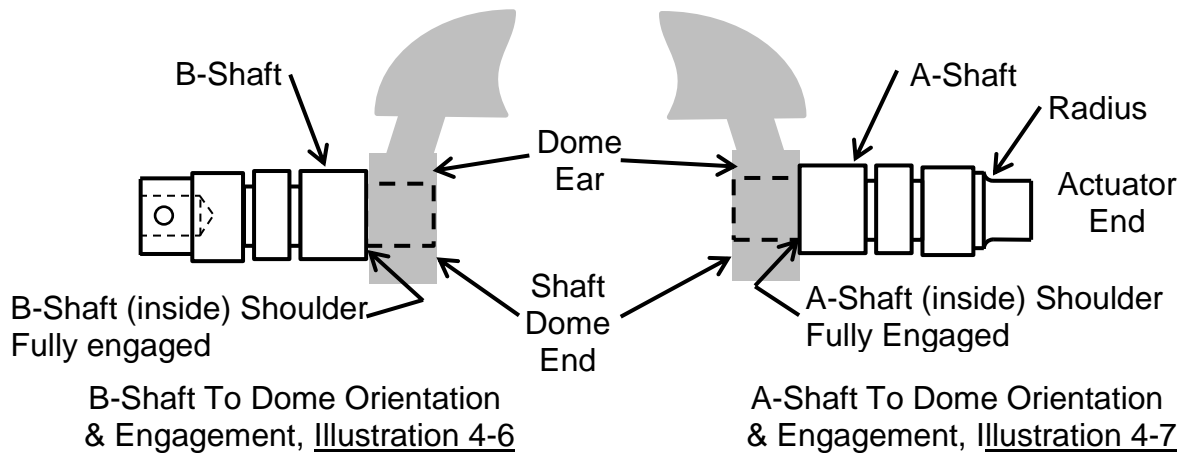 B-Shaft
A-Shaft
Radius
Dome
Ear
Actuator
End
B-Shaft (inside) Shoulder
Fully engaged
Shaft
Dome
End
A-Shaft (inside) Shoulder
Fully Engaged
B-Shaft To Dome Orientation
& Engagement, Illustration 4-6
A-Shaft To Dome Orientation
& Engagement, Illustration 4-7